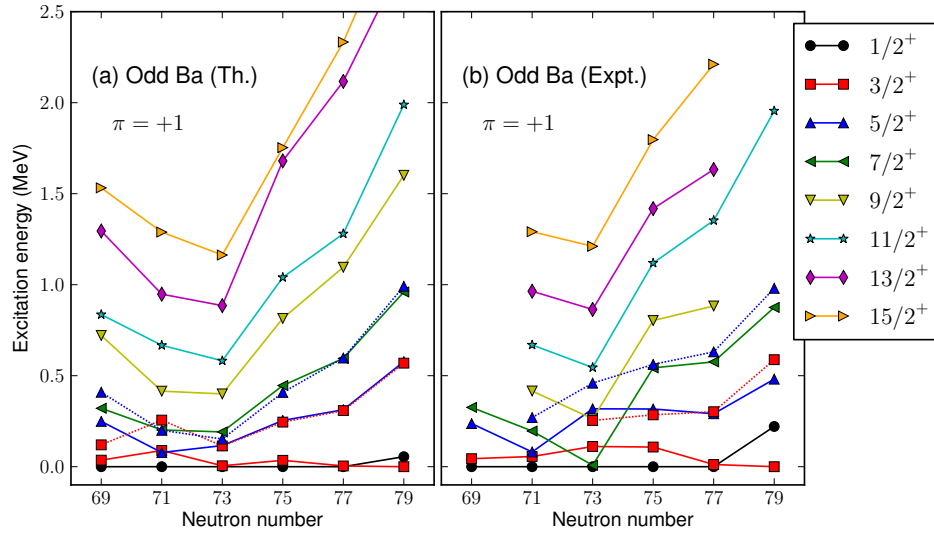 2.5
2.0
1.5
1.0
0.5
0.0
Excitation energy (MeV)
(a) Odd Ba (Th.)
π = +1
69 71 73 75 77 79
Neutron number
(b) Odd Ba (Expt.)
π = +1
69 71 73 75 77 79
Neutron number
1/2⁺
3/2⁺
5/2⁺
7/2⁺
9/2⁺
11/2⁺
13/2⁺
15/2⁺